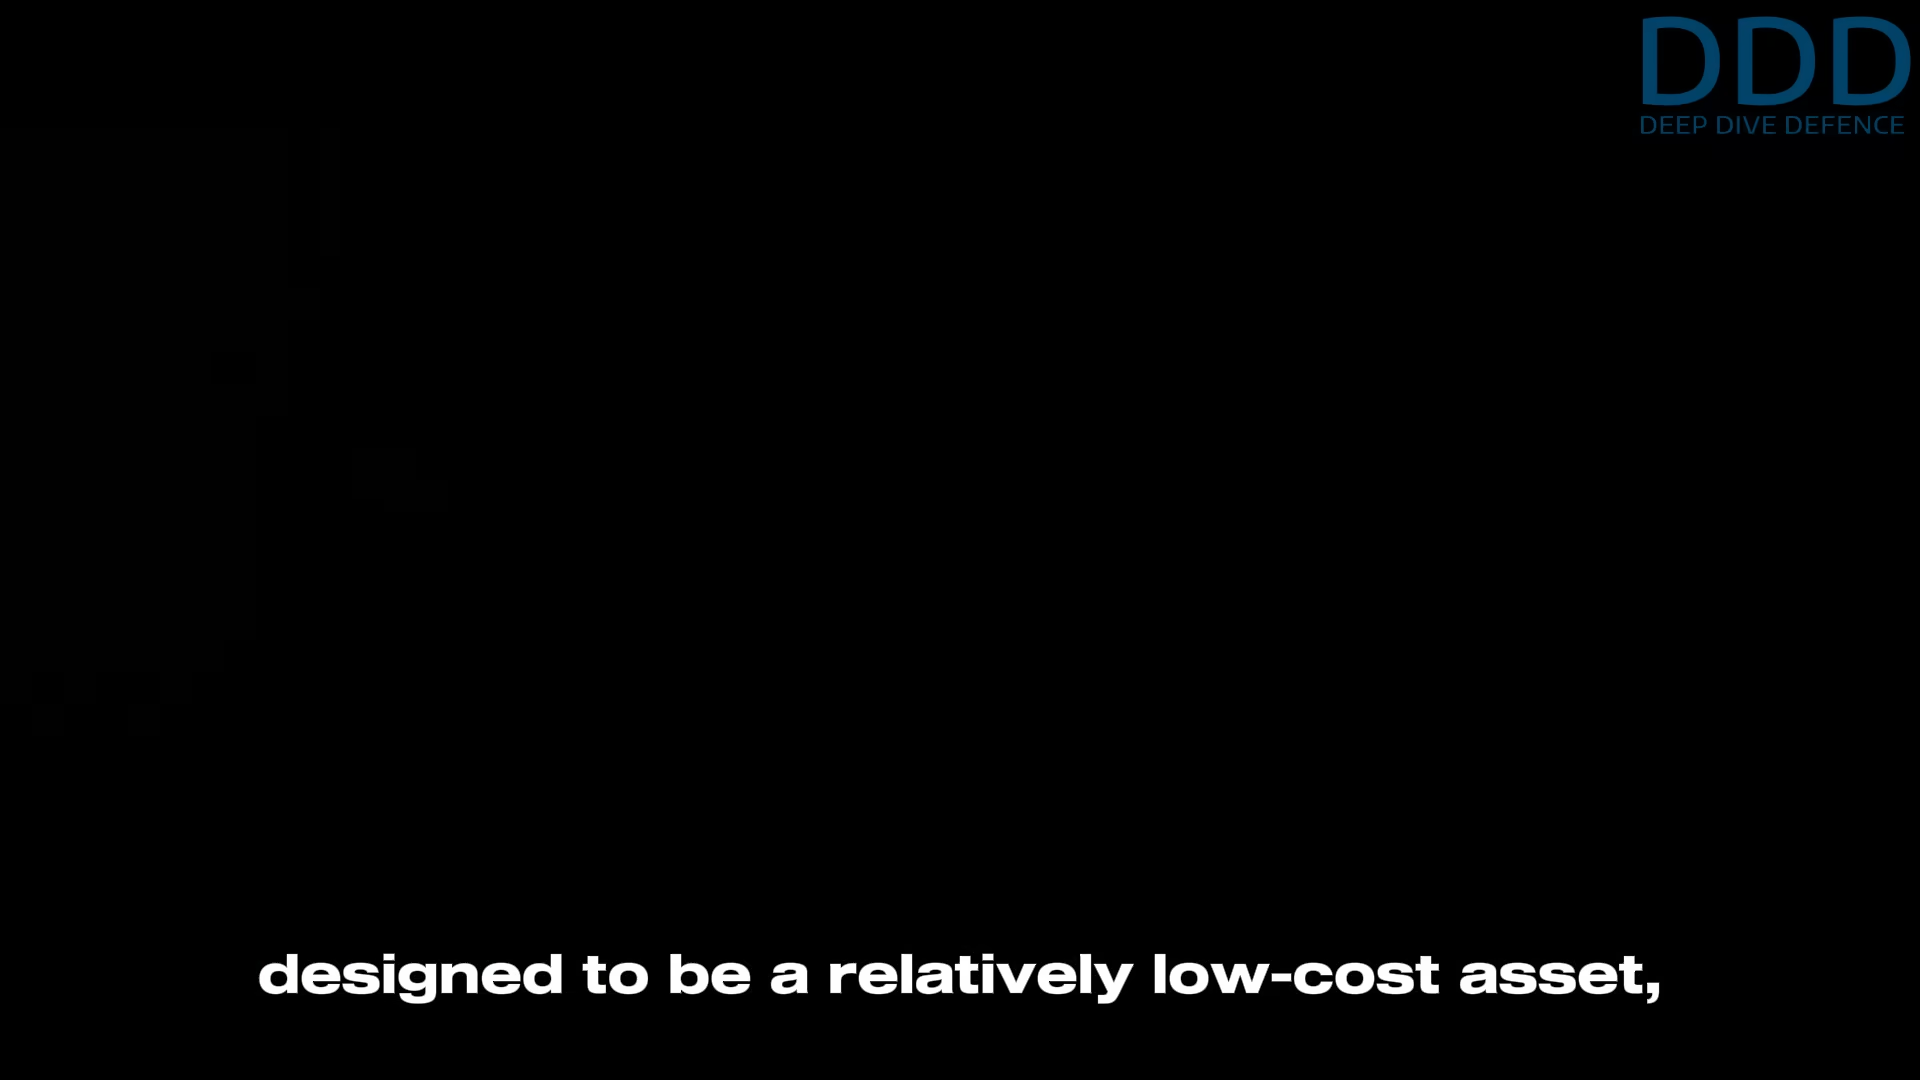 DDD
DEEP DIVE DEFENCE
designed to be a relatively low-cost asset,